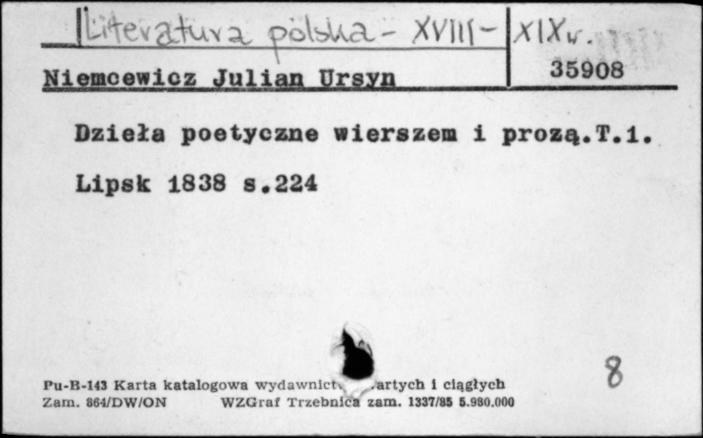 Literatura polska - XVIII - XIXw.
Niemcewicz Julian Ursyn
35908
Dzieła poetyczne wierszem i prozą.T.1.
Lipsk 1838 s.224
8
Pu-B-143 Karta katalogowa wydawnict artych i ciągłych
Zam. 864/DW/ON WZGraf Trzebnica zam. 1337/85 5.980.000